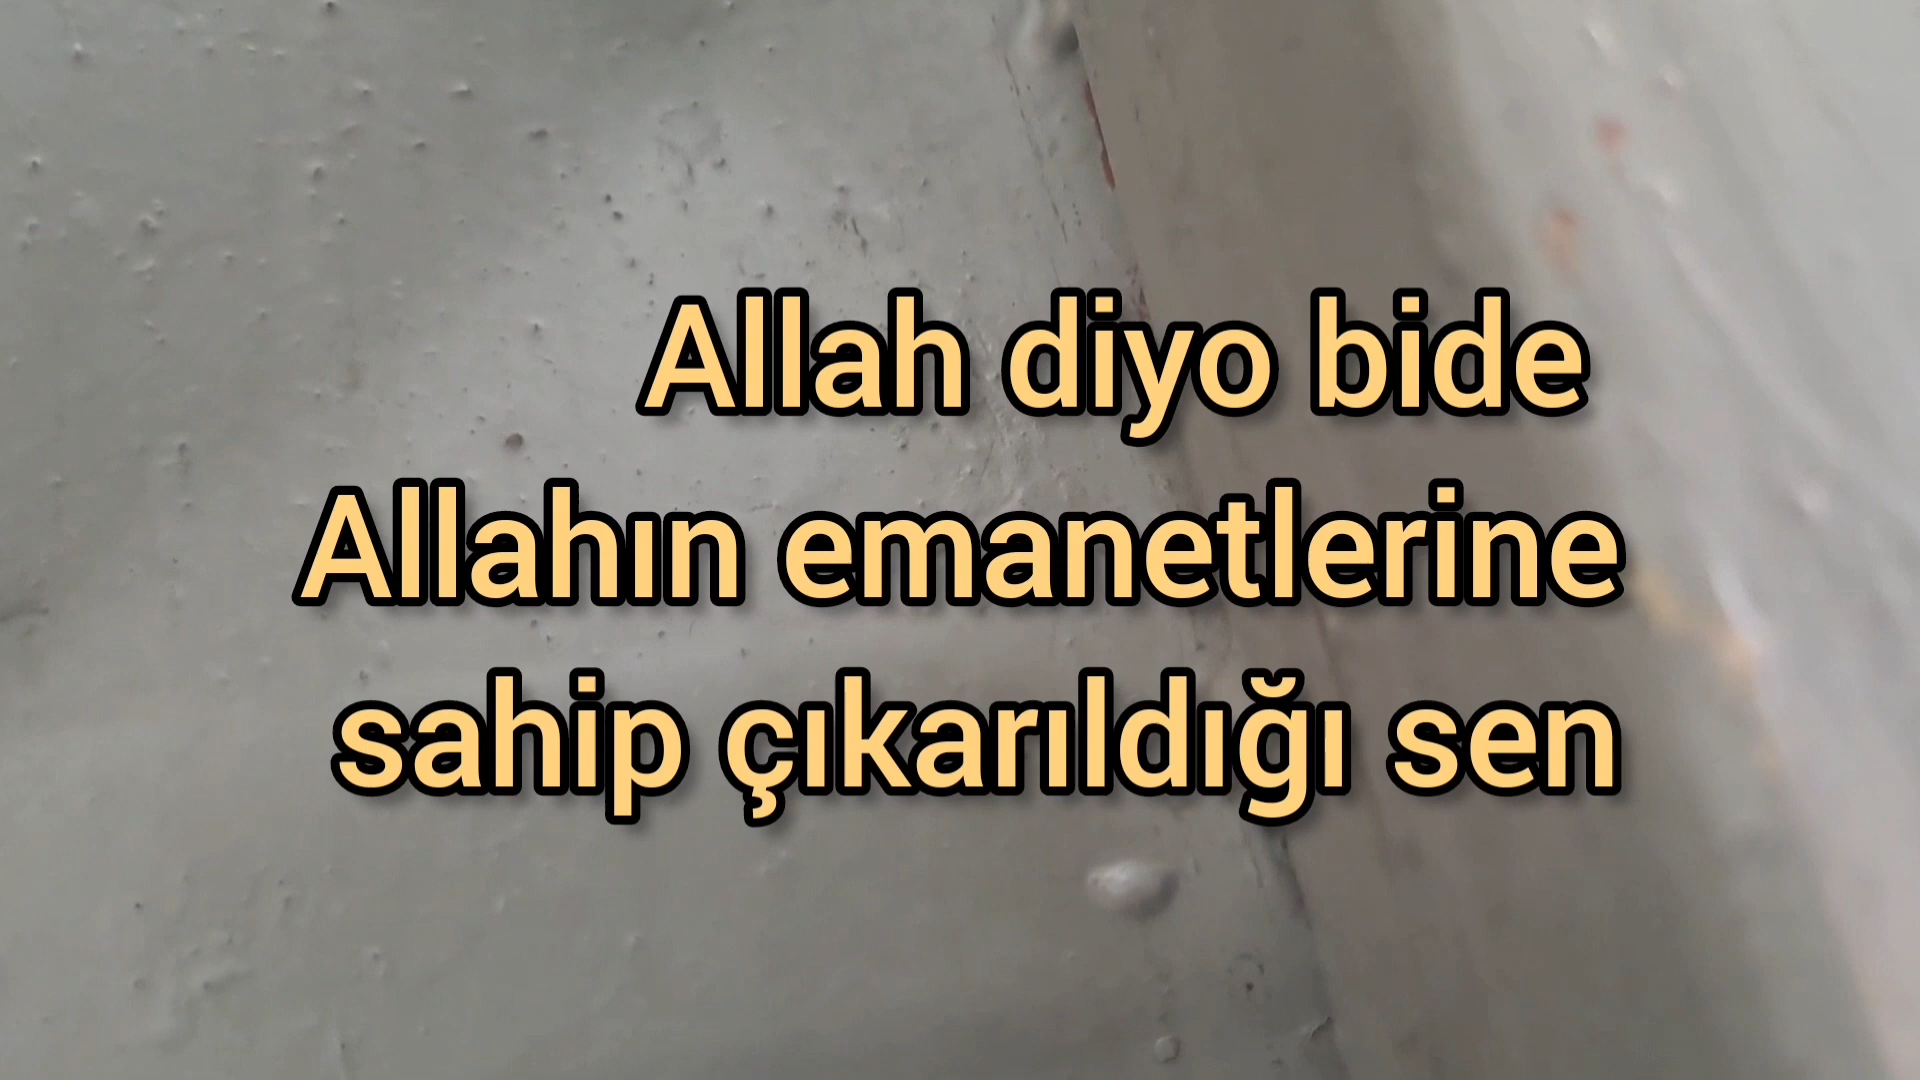 Allah diyo bide
Allahın emanetlerine
sahip çıkarıldığı sen